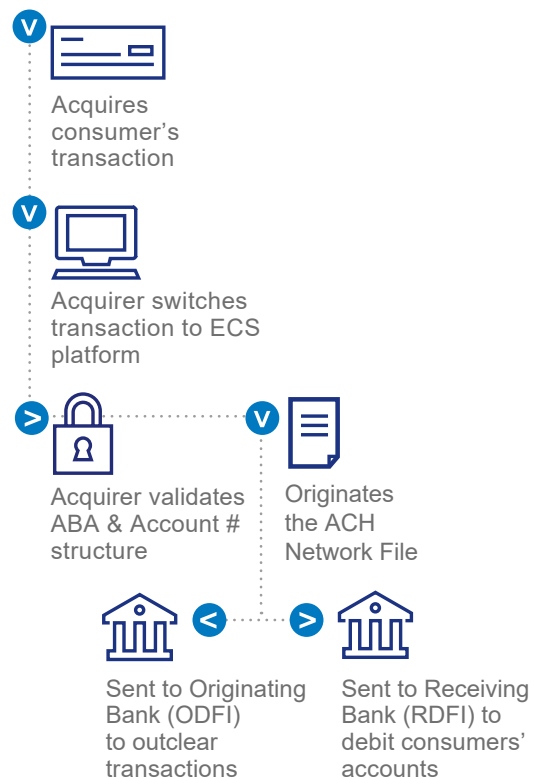 Acquires
consumer’s
transaction
Acquirer switches
transaction to ECS
platform
Acquirer validates
ABA & Account #
structure
Originates
the ACH
Network File
Sent to Originating
Bank (ODFI)
to outclear
transactions
Sent to Receiving
Bank (RDFI) to
debit consumers’
accounts